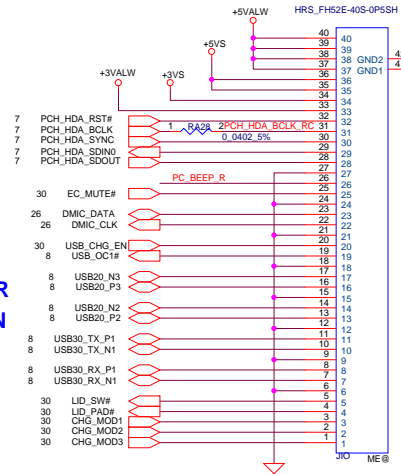 HRS_FH52E-40S-0P5SH
+5VALW
+5VS
+3VALW +3VS
40 40
39 39
38 38 GND2 4
37 37 GND1 4
36 36
35 35
34 34
33 33
32 32
7 PCH_HDA_RST#
7 PCH_HDA_BCLK 1 RA28 2 PCH_HDA_BCLK_RC 31 31
0_0402_5%
7 PCH_HDA_SYNC 30 30
7 PCH_HDA_SDIN0 29 29
7 PCH_HDA_SDOUT 28 28
27 27
PC_BEEP_R 26 26
30 EC_MUTE# 25 25
24 24
26 DMIC_DATA 23 23
26 DMIC_CLK 22 22
21 21
30 USB_CHG_EN 20 20
8 USB_OC1# 19 19
18 18
8 USB20_N3 17 17
R
8 USB20_P3 16 16
15 15
8 USB20_N2 14 14
N
8 USB20_P2 13 13
12 12
8 USB30_TX_P1 11 11
8 USB30_TX_N1 10 10
9 9
8 USB30_RX_P1 8 8
8 USB30_RX_N1 7 7
6 6
30 LID_SW# 5 5
30 LID_PAD# 4 4
30 CHG_MOD1 3 3
30 CHG_MOD2 2 2
30 CHG_MOD3 1 1
JIO ME@